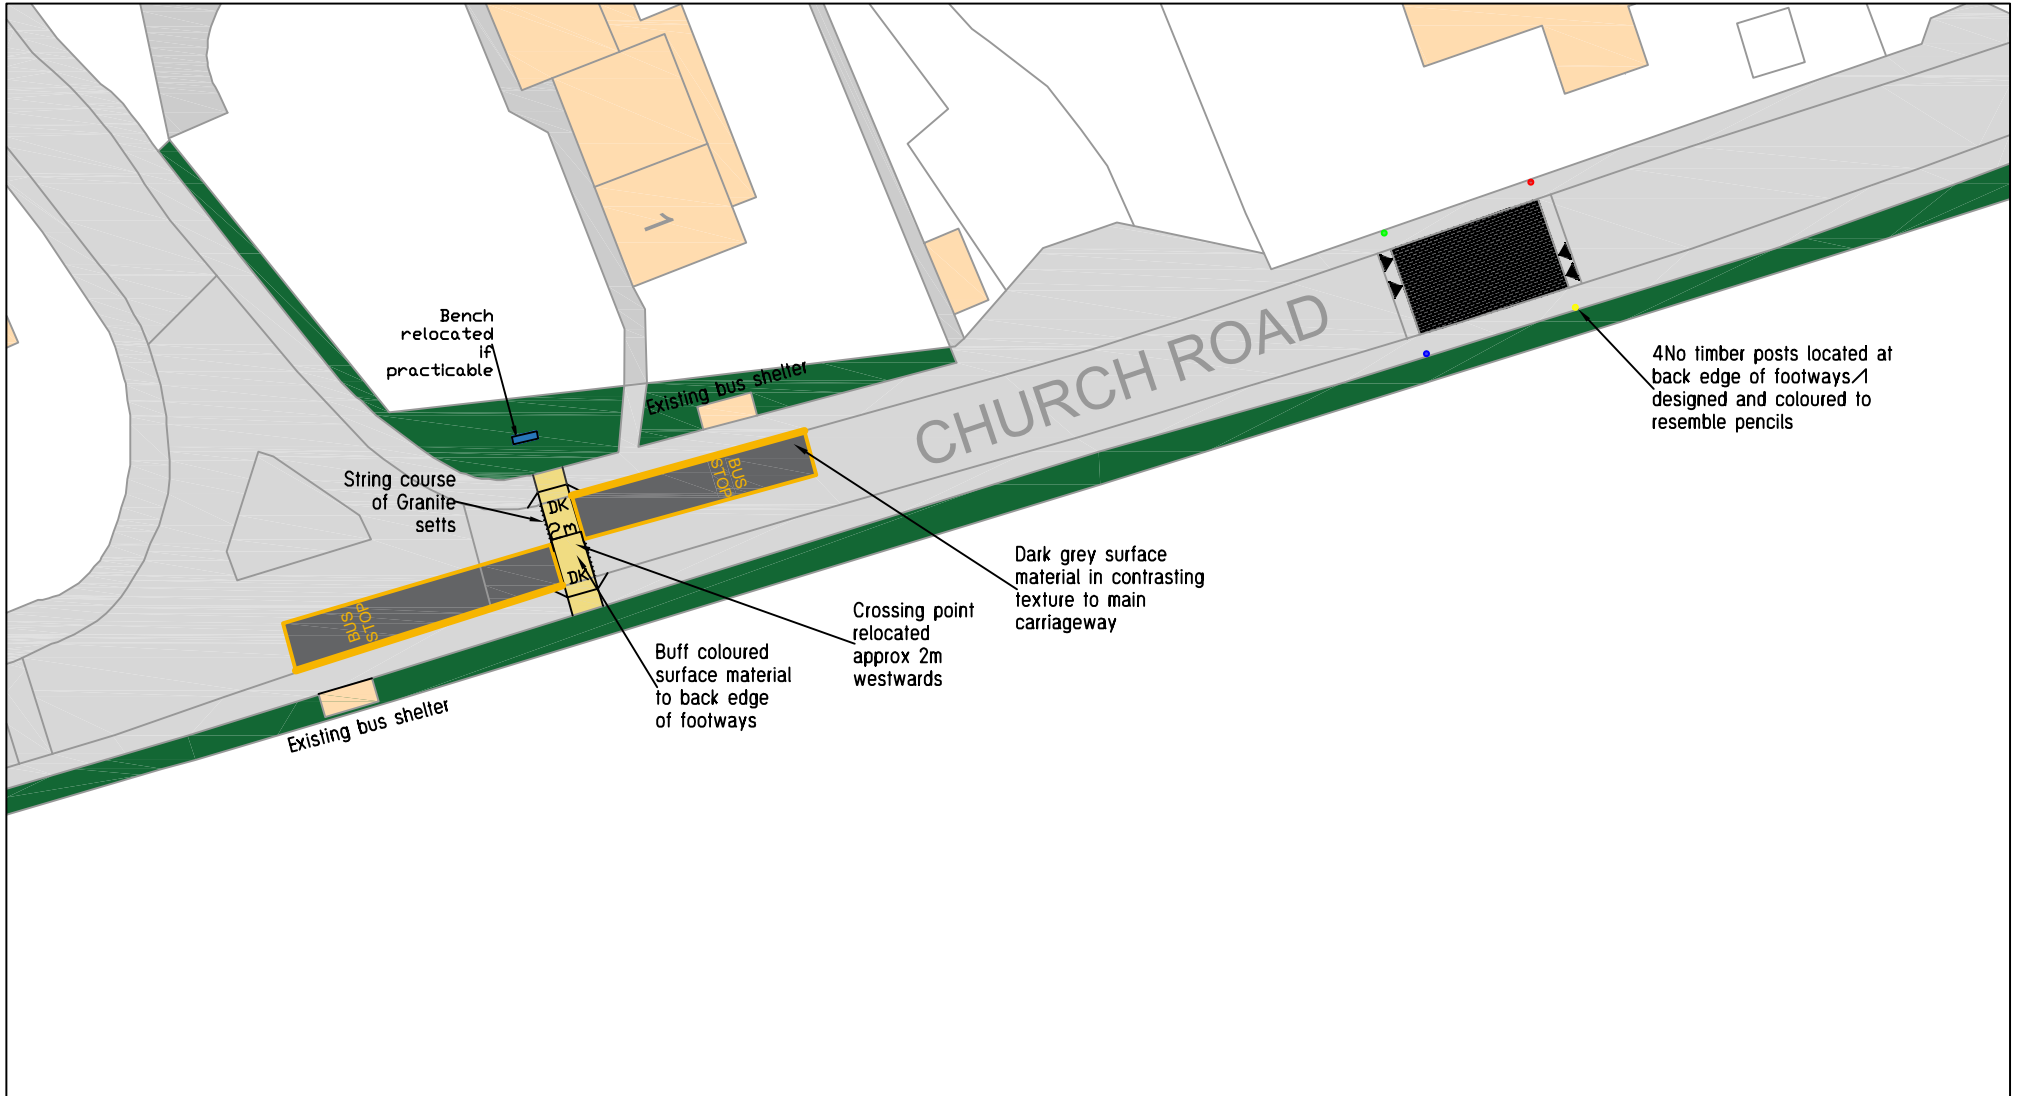 1
Bench
relocated
if
practicable
Existing bus shelter
CHURCH ROAD
4No timber posts located at
back edge of footways/1
designed and coloured to
resemble pencils
String course
of Granite
setts
BUS
STOP
DK
DK
BUS
STOP
Dark grey surface
material in contrasting
texture to main
carriageway
Crossing point
relocated
approx 2m
westwards
Buff coloured
surface material
to back edge
of footways
Existing bus shelter